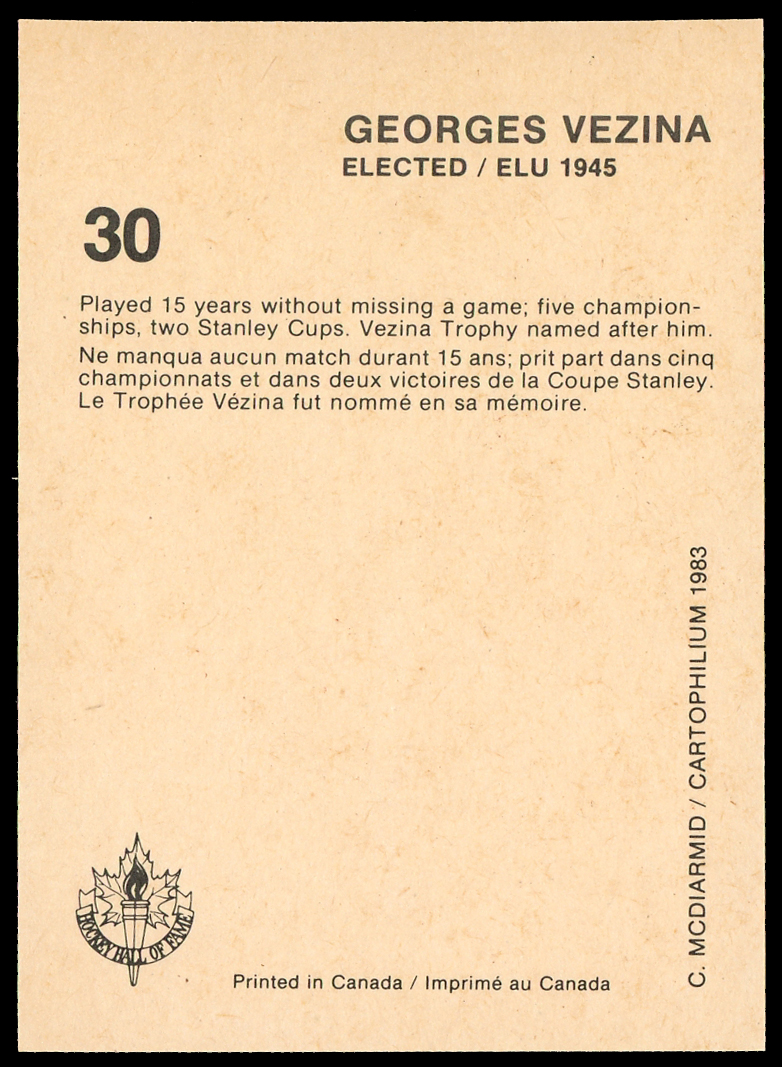 GEORGES VEZINA
ELECTED / ELU 1945
30
Played 15 years without missing a game; five champion-
ships, two Stanley Cups. Vezina Trophy named after him.
Ne manqua aucun match durant 15 ans; prit part dans cinq
championnats et dans deux victoires de la Coupe Stanley.
Le Trophée Vézina fut nommé en sa mémoire.
C. MCDIARMID / CARTOPHILIUM 1983
HOCKEY HALL OF FAME
Printed in Canada / Imprimé au Canada